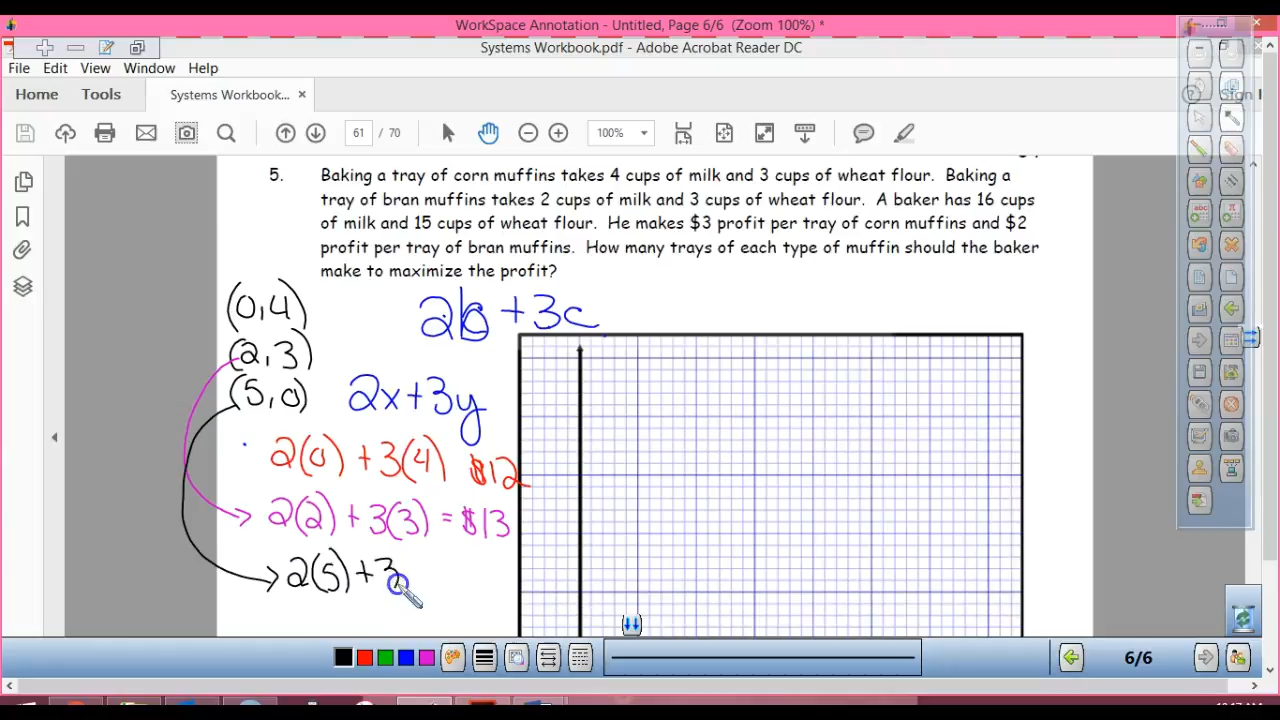 WorkSpace Annotation - Untitled, Page 6/6 (Zoom 100%) *
Systems Workbook.pdf - Adobe Acrobat Reader DC
File Edit View Window Help
Home Tools Systems Workbook... ×
61 / 70 100%
Sign I
5. Baking a tray of corn muffins takes 4 cups of milk and 3 cups of wheat flour. Baking a
tray of bran muffins takes 2 cups of milk and 3 cups of wheat flour. A baker has 16 cups
of milk and 15 cups of wheat flour. He makes $3 profit per tray of corn muffins and $2
profit per tray of bran muffins. How many trays of each type of muffin should the baker
make to maximize the profit?
(0,4)
2b + 3c
(2,3)
(5,0)
2x+3y
2(0) + 3(4) $12
2(2) + 3(3) = $13
2(5) + 3
6/6